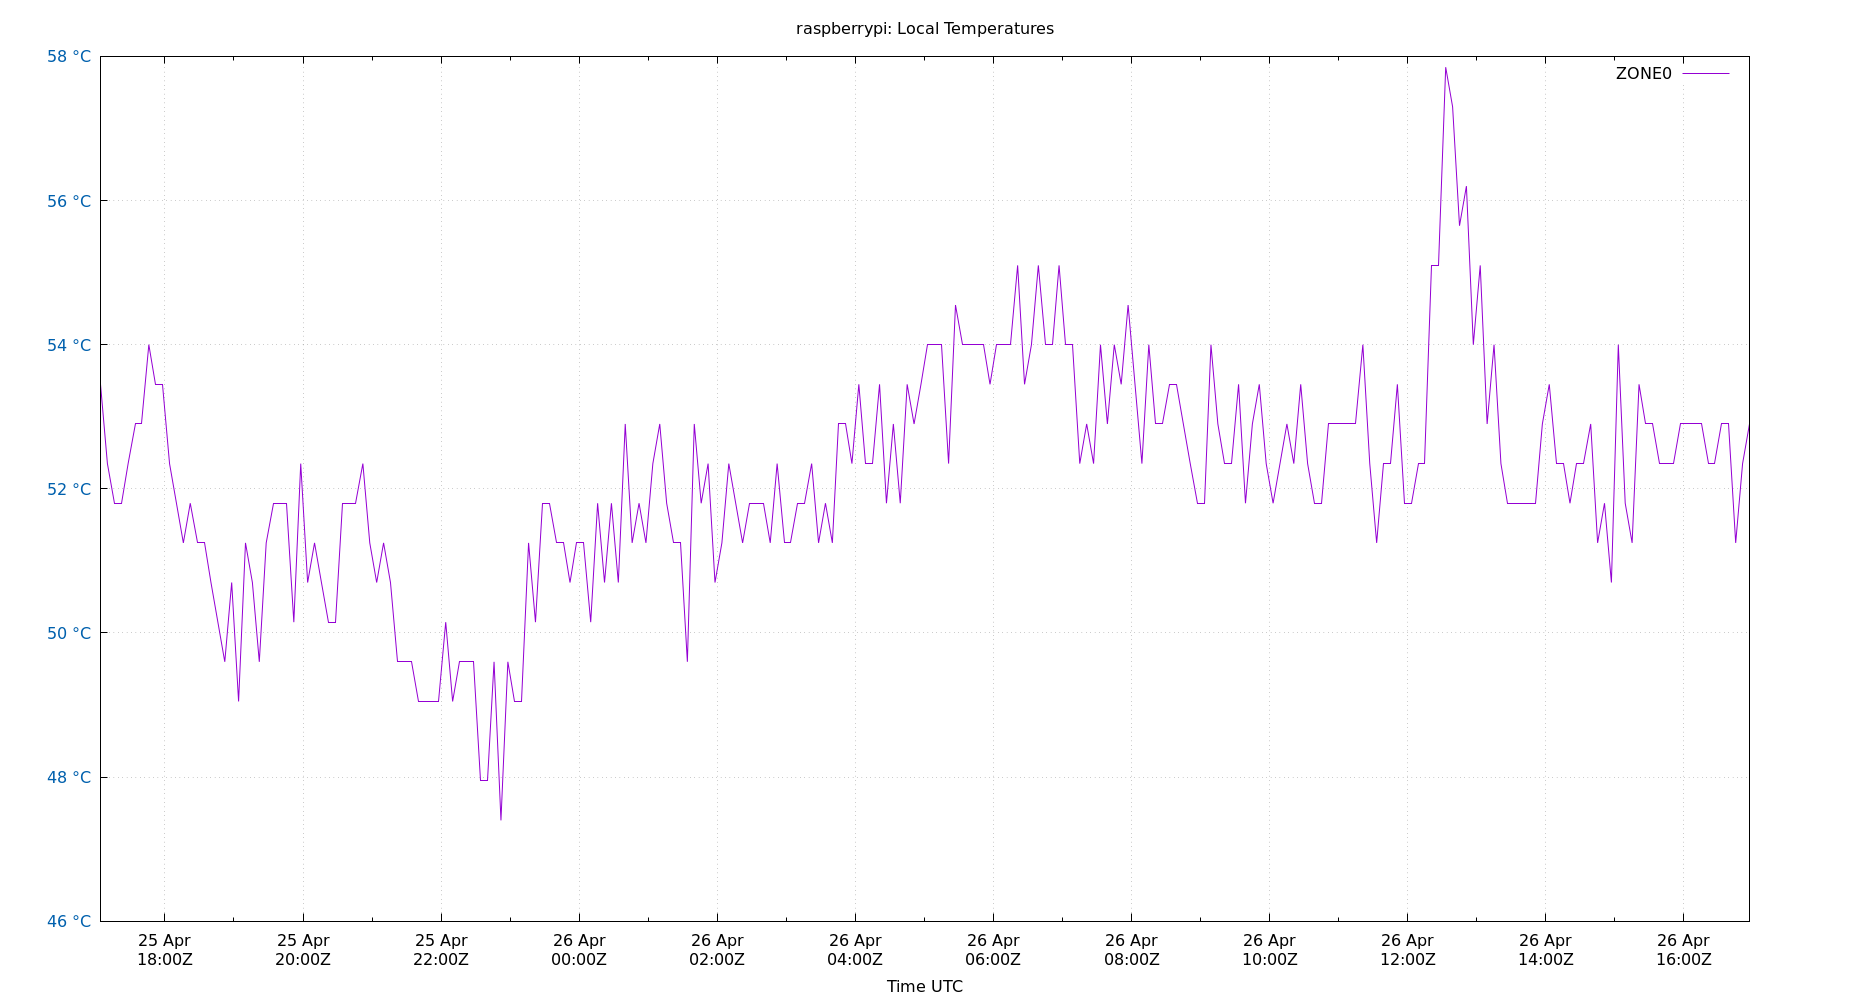 raspberrypi: Local Temperatures
58 °C
ZONE0
56 °C
54 °C
52 °C
50 °C
48 °C
46 °C
25 Apr 25 Apr 25 Apr 26 Apr 26 Apr 26 Apr 26 Apr 26 Apr 26 Apr 26 Apr 26 Apr 26 Apr
18:00Z 20:00Z 22:00Z 00:00Z 02:00Z 04:00Z 06:00Z 08:00Z 10:00Z 12:00Z 14:00Z 16:00Z
Time UTC